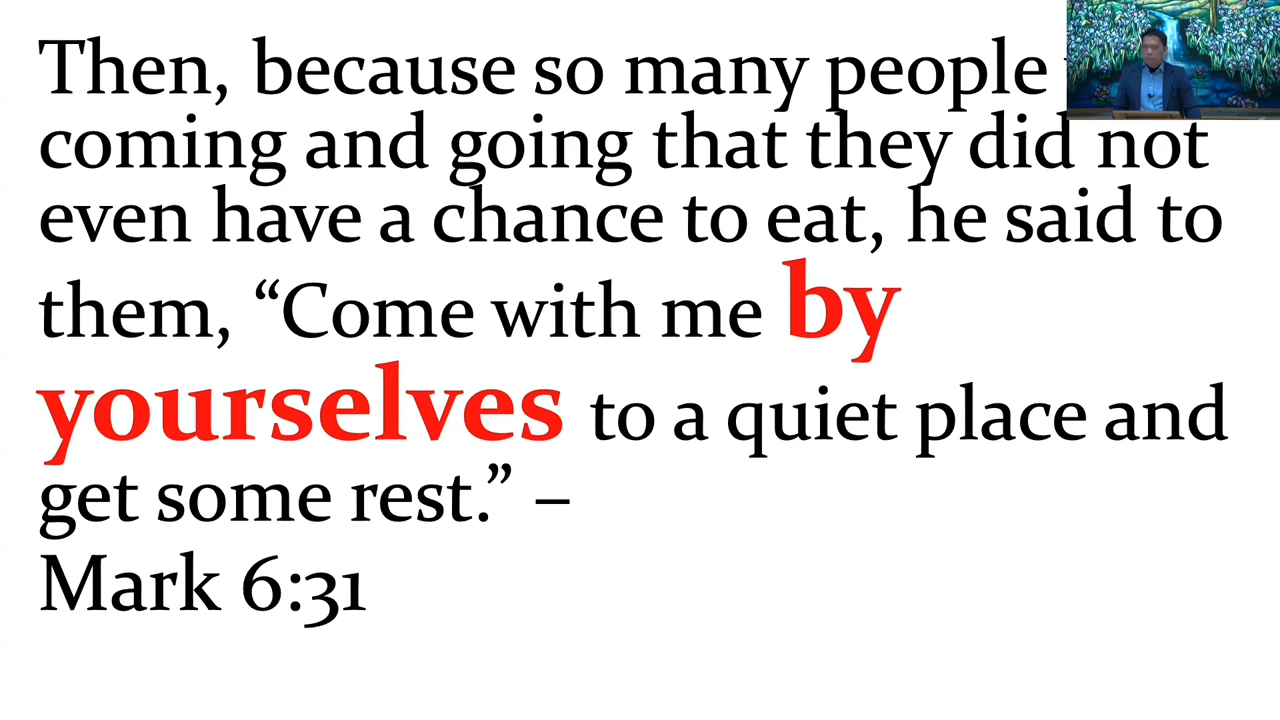 Then, because so many people
coming and going that they did not
even have a chance to eat, he said to
them, “Come with me by
yourselves to a quiet place and
get some rest.” –
Mark 6:31